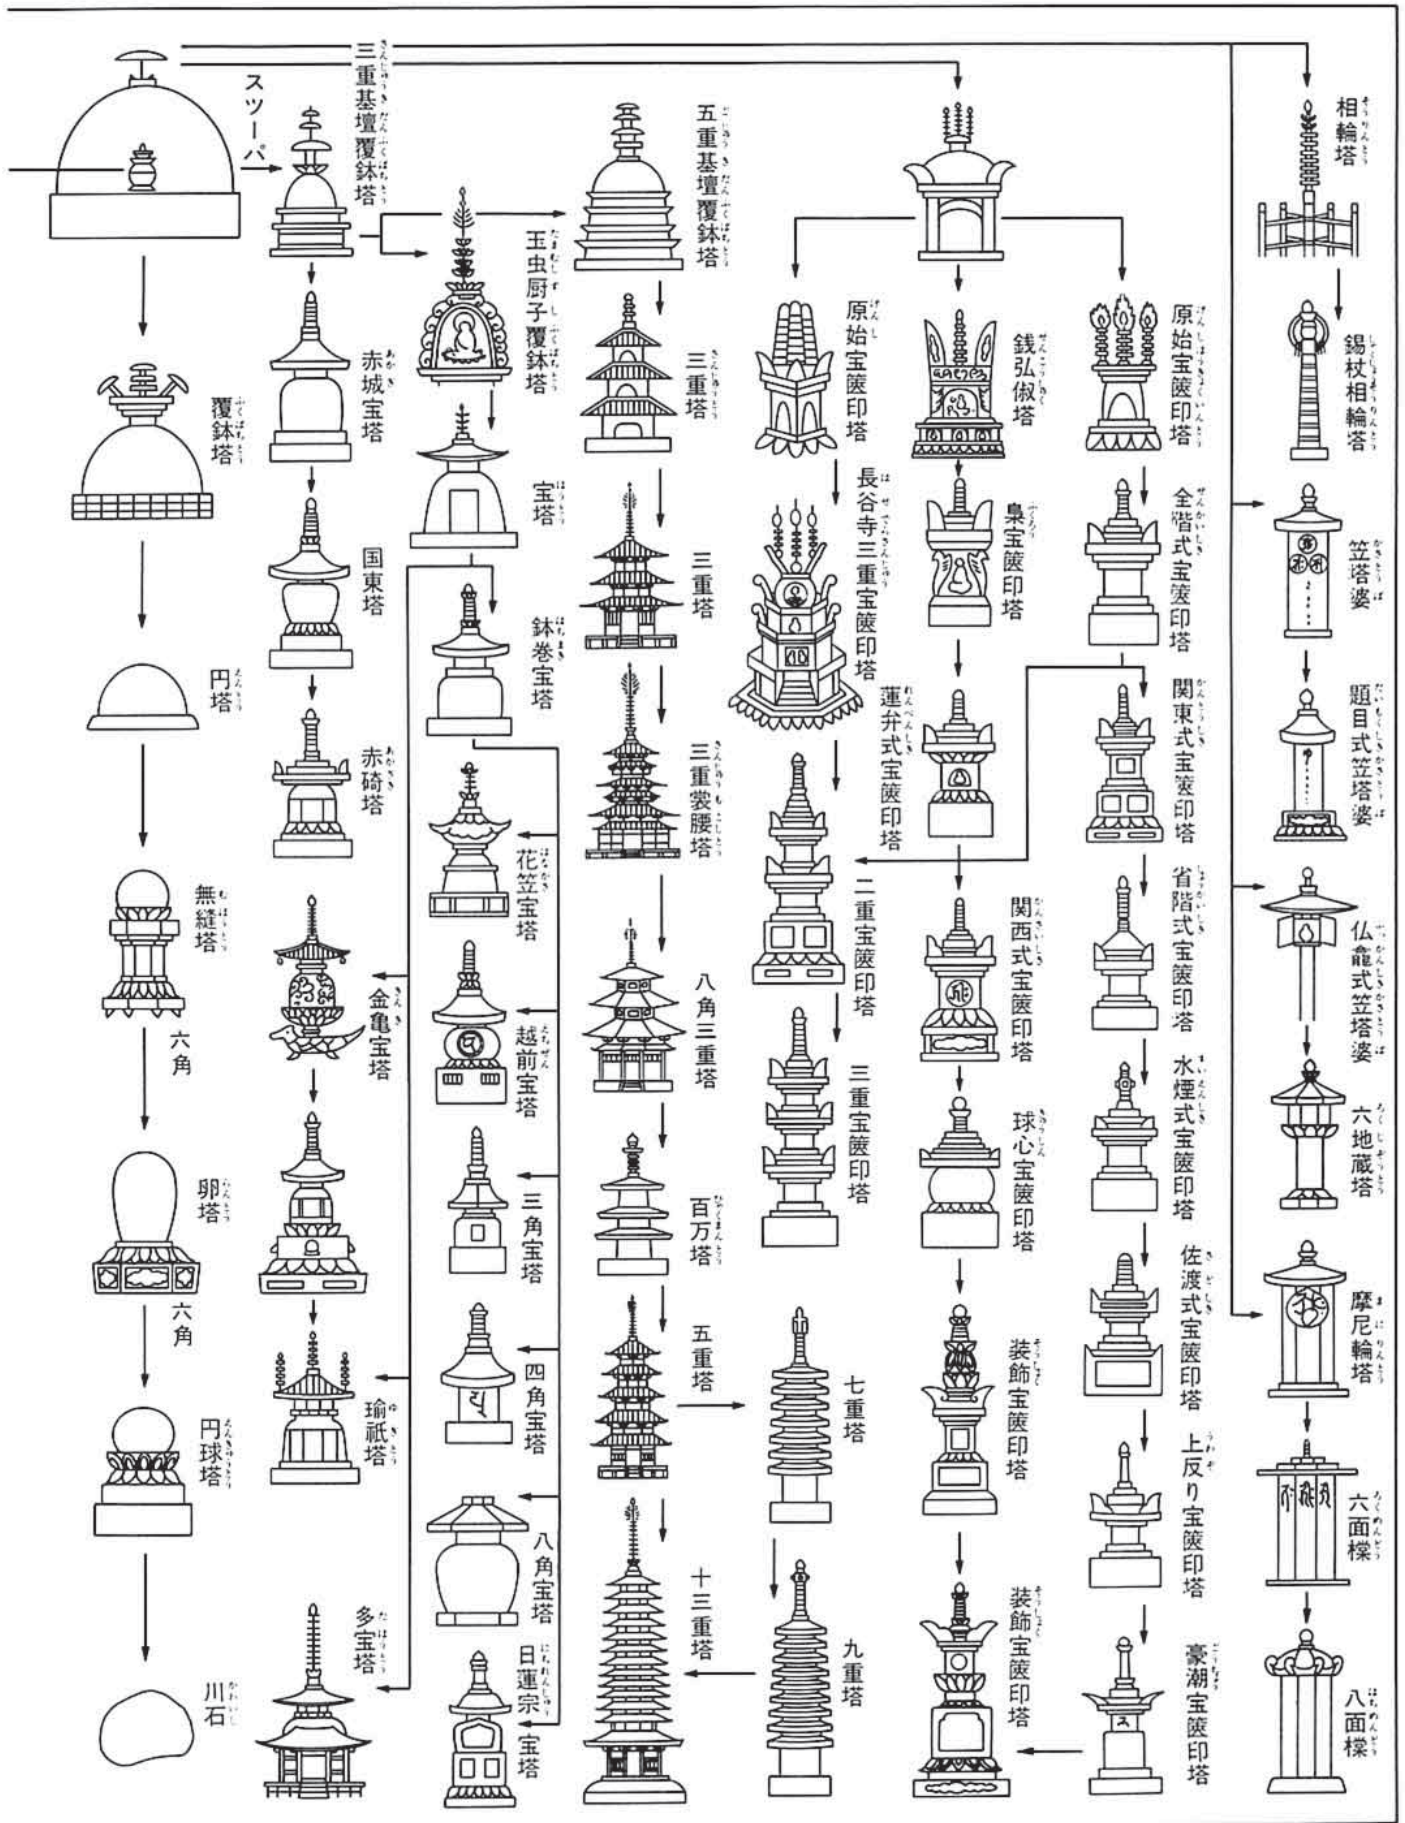 スツーパ
覆鉢塔
円塔
無縫塔
六角
卵塔
六角
円球塔
川石
三重基壇覆鉢塔
赤城宝塔
国東塔
赤碕塔
金亀宝塔
瑜祇塔
多宝塔
玉虫厨子覆鉢塔
宝塔
鉢巻宝塔
花笠宝塔
越前宝塔
三角宝塔
四角宝塔
八角宝塔
日蓮宗宝塔
五重基壇覆鉢塔
三重塔
三重塔
三重裳腰塔
八角三重塔
百万塔
五重塔
十三重塔
原始宝篋印塔
長谷寺三重宝篋印塔
二重宝篋印塔
三重宝篋印塔
七重塔
九重塔
銭弘俶塔
梟宝篋印塔
蓮弁式宝篋印塔
関西式宝篋印塔
球心宝篋印塔
装飾宝篋印塔
装飾宝篋印塔
原始宝篋印塔
全階式宝篋印塔
関東式宝篋印塔
省階式宝篋印塔
水煙式宝篋印塔
佐渡式宝篋印塔
上反り宝篋印塔
豪潮宝篋印塔
相輪塔
錫杖相輪塔
笠塔婆
題目式笠塔婆
仏龕式笠塔婆
六地蔵塔
摩尼輪塔
六面橖
八面橖